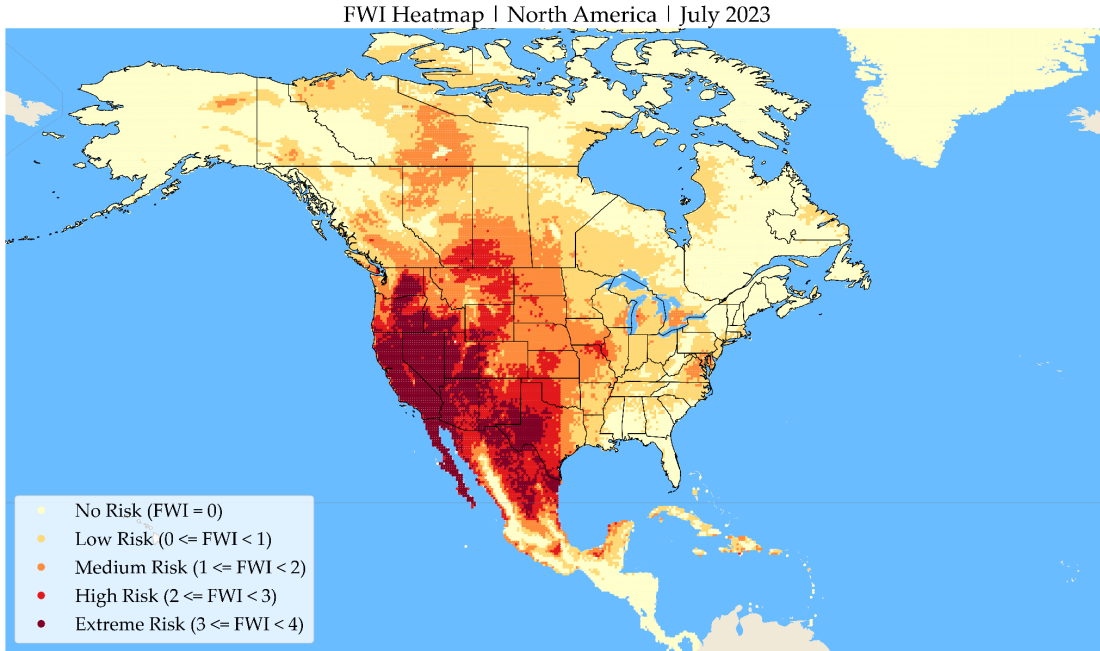 FWI Heatmap | North America | July 2023
No Risk (FWI = 0)
Low Risk (0 <= FWI < 1)
Medium Risk (1 <= FWI < 2)
High Risk (2 <= FWI < 3)
Extreme Risk (3 <= FWI < 4)